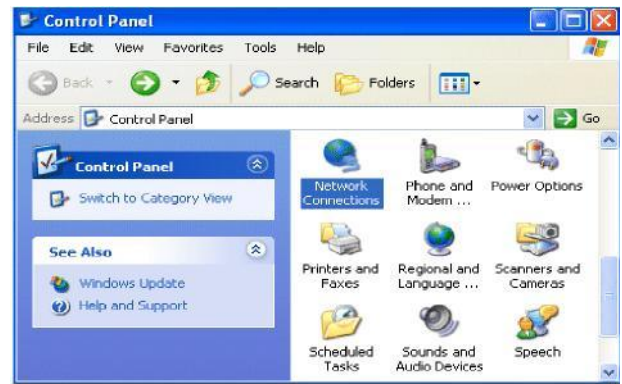 Control Panel
File Edit View Favorites Tools Help
Back Search Folders
Address Control Panel Go
Control Panel
Switch to Category View
See Also
Windows Update
Help and Support
Network Connections
Phone and Modem ...
Power Options
Printers and Faxes
Regional and Language ...
Scanners and Cameras
Scheduled Tasks
Sounds and Audio Devices
Speech